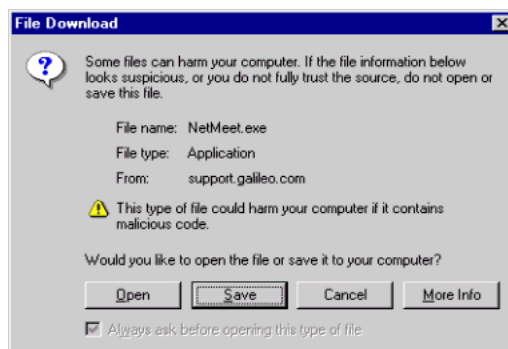 File Download
Some files can harm your computer. If the file information below
looks suspicious, or you do not fully trust the source, do not open or
save this file.
File name: NetMeet.exe
File type: Application
From: support.galileo.com
This type of file could harm your computer if it contains
malicious code.
Would you like to open the file or save it to your computer?
Open Save Cancel More Info
Always ask before opening this type of file